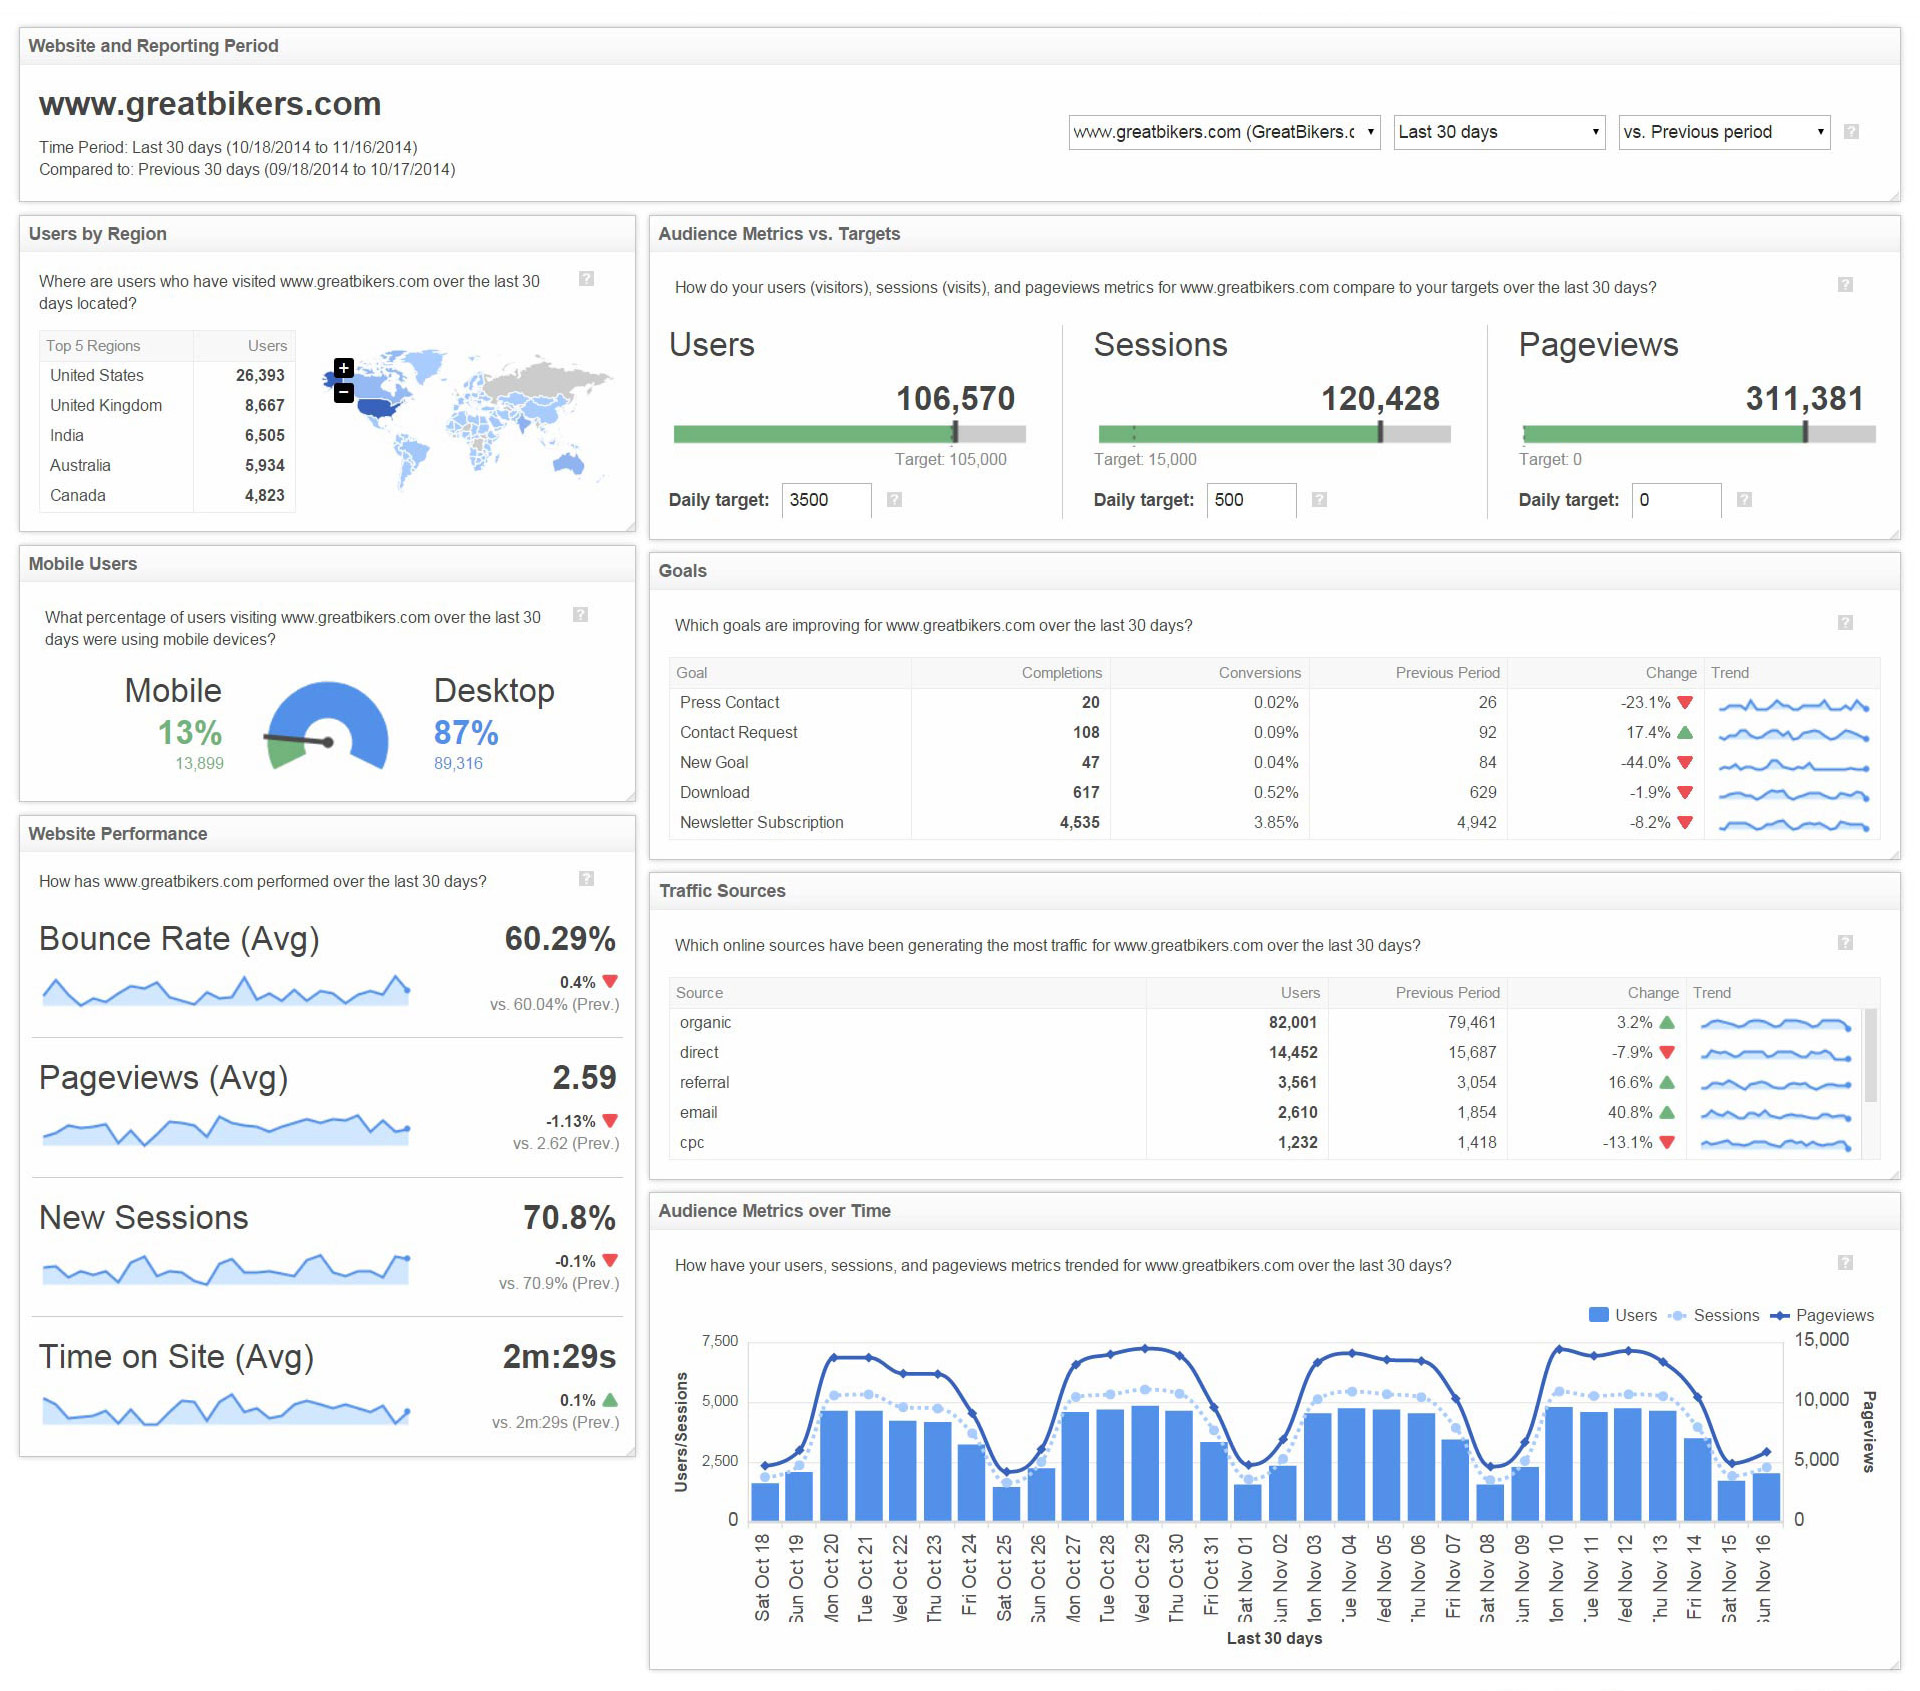 Website and Reporting Period
www.greatbikers.com
Time Period: Last 30 days (10/18/2014 to 11/16/2014)
Compared to: Previous 30 days (09/18/2014 to 10/17/2014)
www.greatbikers.com (GreatBikers.c
Last 30 days
vs. Previous period
?
Users by Region
Where are users who have visited www.greatbikers.com over the last 30
days located?
?
Top 5 Regions Users
United States 26,393
United Kingdom 8,667
India 6,505
Australia 5,934
Canada 4,823
+
−
Mobile Users
What percentage of users visiting www.greatbikers.com over the last 30
days were using mobile devices?
?
Mobile
13%
13,899
Desktop
87%
89,316
Website Performance
How has www.greatbikers.com performed over the last 30 days?
?
Bounce Rate (Avg) 60.29%
0.4%
vs. 60.04% (Prev.)
Pageviews (Avg) 2.59
-1.13%
vs. 2.62 (Prev.)
New Sessions 70.8%
-0.1%
vs. 70.9% (Prev.)
Time on Site (Avg) 2m:29s
0.1%
vs. 2m:29s (Prev.)
Audience Metrics vs. Targets
How do your users (visitors), sessions (visits), and pageviews metrics for www.greatbikers.com compare to your targets over the last 30 days?
?
Users
106,570
Target: 105,000
Daily target: 3500 ?
Sessions
120,428
Target: 15,000
Daily target: 500 ?
Pageviews
311,381
Target: 0
Daily target: 0 ?
Goals
Which goals are improving for www.greatbikers.com over the last 30 days?
?
Goal Completions Conversions Previous Period Change Trend
Press Contact 20 0.02% 26 -23.1%
Contact Request 108 0.09% 92 17.4%
New Goal 47 0.04% 84 -44.0%
Download 617 0.52% 629 -1.9%
Newsletter Subscription 4,535 3.85% 4,942 -8.2%
Traffic Sources
Which online sources have been generating the most traffic for www.greatbikers.com over the last 30 days?
?
Source Users Previous Period Change Trend
organic 82,001 79,461 3.2%
direct 14,452 15,687 -7.9%
referral 3,561 3,054 16.6%
email 2,610 1,854 40.8%
cpc 1,232 1,418 -13.1%
Audience Metrics over Time
How have your users, sessions, and pageviews metrics trended for www.greatbikers.com over the last 30 days?
?
Users Sessions Pageviews
7,500
5,000
2,500
0
Users/Sessions
15,000
10,000
5,000
0
Pageviews
Sat Oct 18
Sun Oct 19
Mon Oct 20
Tue Oct 21
Wed Oct 22
Thu Oct 23
Fri Oct 24
Sat Oct 25
Sun Oct 26
Mon Oct 27
Tue Oct 28
Wed Oct 29
Thu Oct 30
Fri Oct 31
Sat Nov 01
Sun Nov 02
Mon Nov 03
Tue Nov 04
Wed Nov 05
Thu Nov 06
Fri Nov 07
Sat Nov 08
Sun Nov 09
Mon Nov 10
Tue Nov 11
Wed Nov 12
Thu Nov 13
Fri Nov 14
Sat Nov 15
Sun Nov 16
Last 30 days